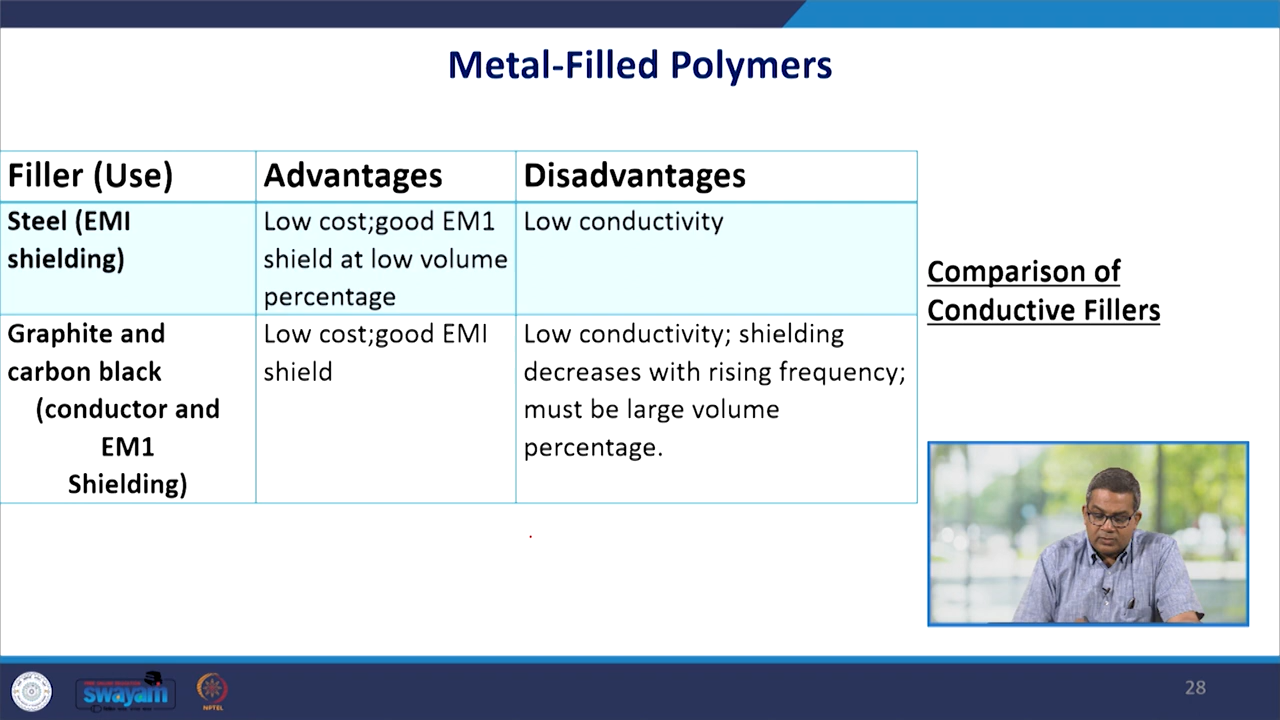 Metal-Filled Polymers
Filler (Use)
Advantages
Disadvantages
Steel (EMI
shielding)
Low cost;good EM1
shield at low volume
percentage
Low conductivity
Graphite and
carbon black
(conductor and
EM1
Shielding)
Low cost;good EMI
shield
Low conductivity; shielding
decreases with rising frequency;
must be large volume
percentage.
Comparison of
Conductive Fillers
swayam
NPTEL
28